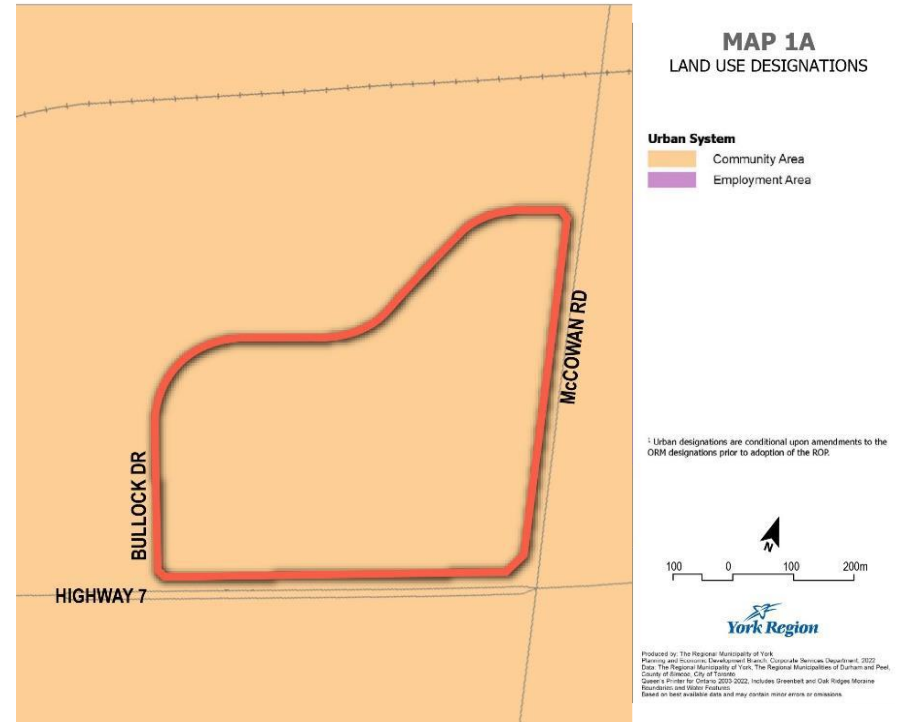 MAP 1A
LAND USE DESIGNATIONS
Urban System
Community Area
Employment Area
McCOWAN RD
BULLOCK DR
HIGHWAY 7
1 Urban designations are conditional upon amendments to the
ORM designations prior to adoption of the ROP.
N
100 0 100 200m
York Region
Produced by: The Regional Municipality of York
Planning and Economic Development Branch, Corporate Services Department, 2022
Data: The Regional Municipality of York, The Regional Municipalities of Durham and Peel,
County of Simcoe, City of Toronto
Queen's Printer for Ontario 2003-2022, Includes Greenbelt and Oak Ridges Moraine
Boundaries and Water Features
Based on best available data and may contain minor errors or omissions